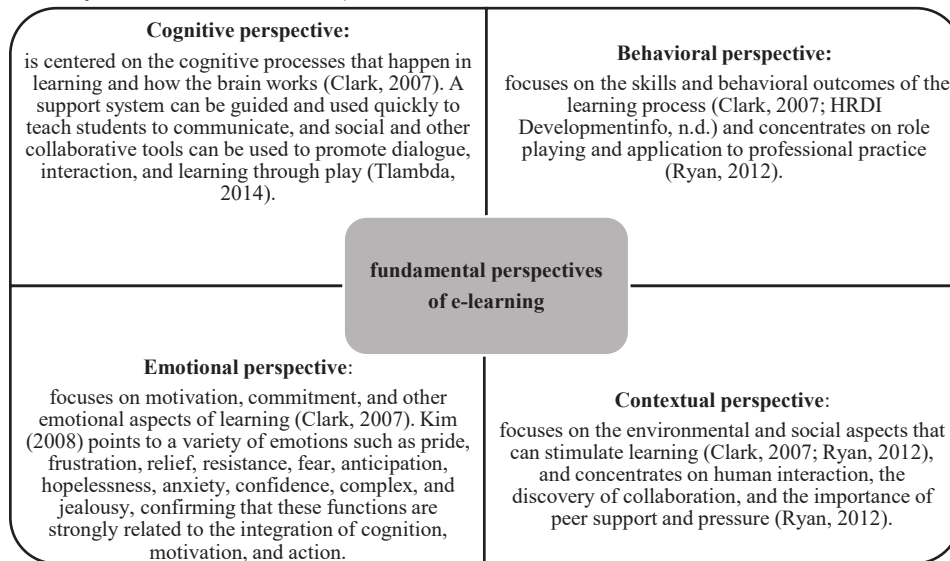 Cognitive perspective:
is centered on the cognitive processes that happen in
learning and how the brain works (Clark, 2007). A
support system can be guided and used quickly to
teach students to communicate, and social and other
collaborative tools can be used to promote dialogue,
interaction, and learning through play (Tlambda,
2014).
Behavioral perspective:
focuses on the skills and behavioral outcomes of the
learning process (Clark, 2007; HRDI
Developmentinfo, n.d.) and concentrates on role
playing and application to professional practice
(Ryan, 2012).
fundamental perspectives
of e-learning
Emotional perspective:
focuses on motivation, commitment, and other
emotional aspects of learning (Clark, 2007). Kim
(2008) points to a variety of emotions such as pride,
frustration, relief, resistance, fear, anticipation,
hopelessness, anxiety, confidence, complex, and
jealousy, confirming that these functions are
strongly related to the integration of cognition,
motivation, and action.
Contextual perspective:
focuses on the environmental and social aspects that
can stimulate learning (Clark, 2007; Ryan, 2012),
and concentrates on human interaction, the
discovery of collaboration, and the importance of
peer support and pressure (Ryan, 2012).